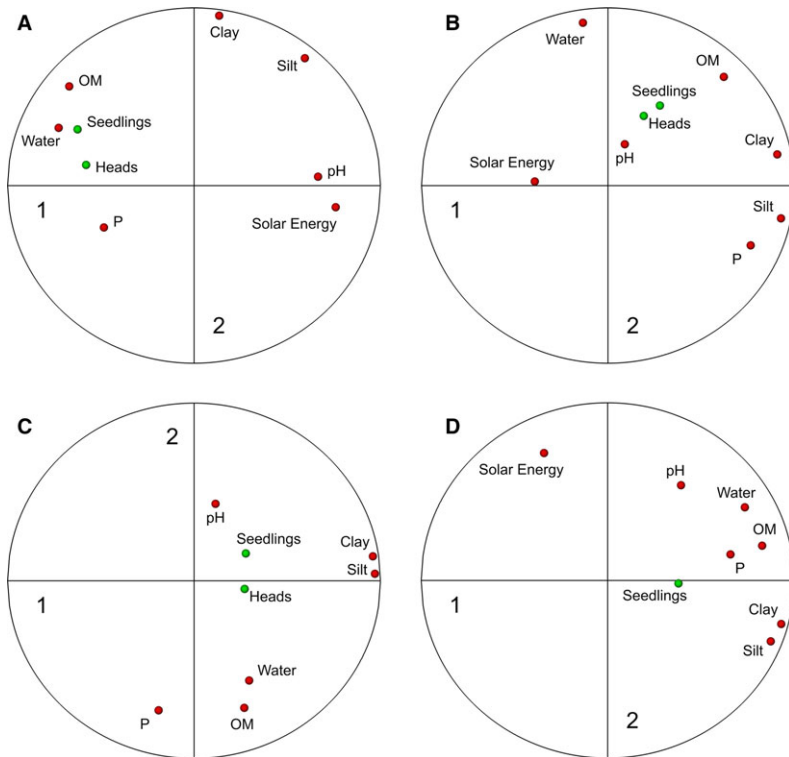 A
Clay
Silt
OM
Water
Seedlings
Heads
pH
1
P
Solar Energy
2
B
Water
OM
Seedlings
Heads
pH
Clay
Solar Energy
1
Silt
P
2
C
2
pH
Seedlings
Clay
Silt
1
Heads
Water
P
OM
D
Solar Energy
pH
Water
OM
P
Seedlings
1
Clay
Silt
2